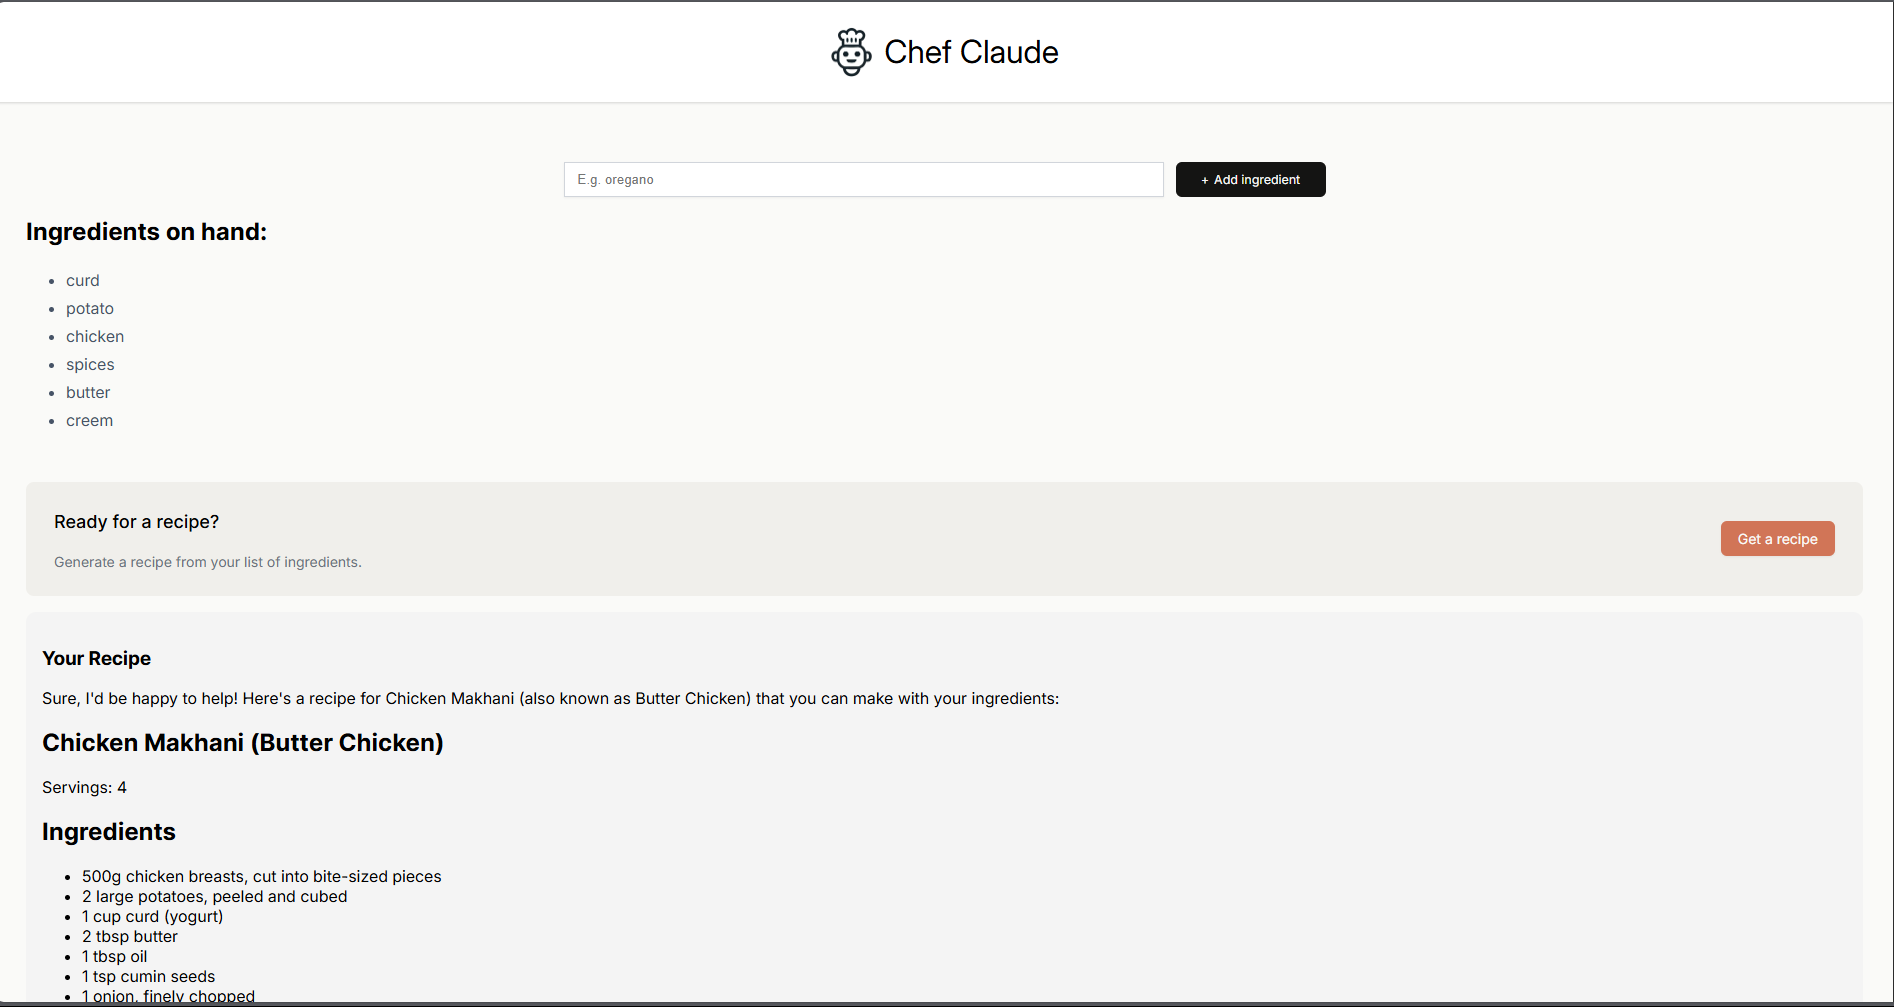 Chef Claude
E.g. oregano
+ Add ingredient
Ingredients on hand:
• curd
• potato
• chicken
• spices
• butter
• creem
Ready for a recipe?
Generate a recipe from your list of ingredients.
Get a recipe
Your Recipe
Sure, I'd be happy to help! Here's a recipe for Chicken Makhani (also known as Butter Chicken) that you can make with your ingredients:
Chicken Makhani (Butter Chicken)
Servings: 4
Ingredients
• 500g chicken breasts, cut into bite-sized pieces
• 2 large potatoes, peeled and cubed
• 1 cup curd (yogurt)
• 2 tbsp butter
• 1 tbsp oil
• 1 tsp cumin seeds
• 1 onion, finely chopped